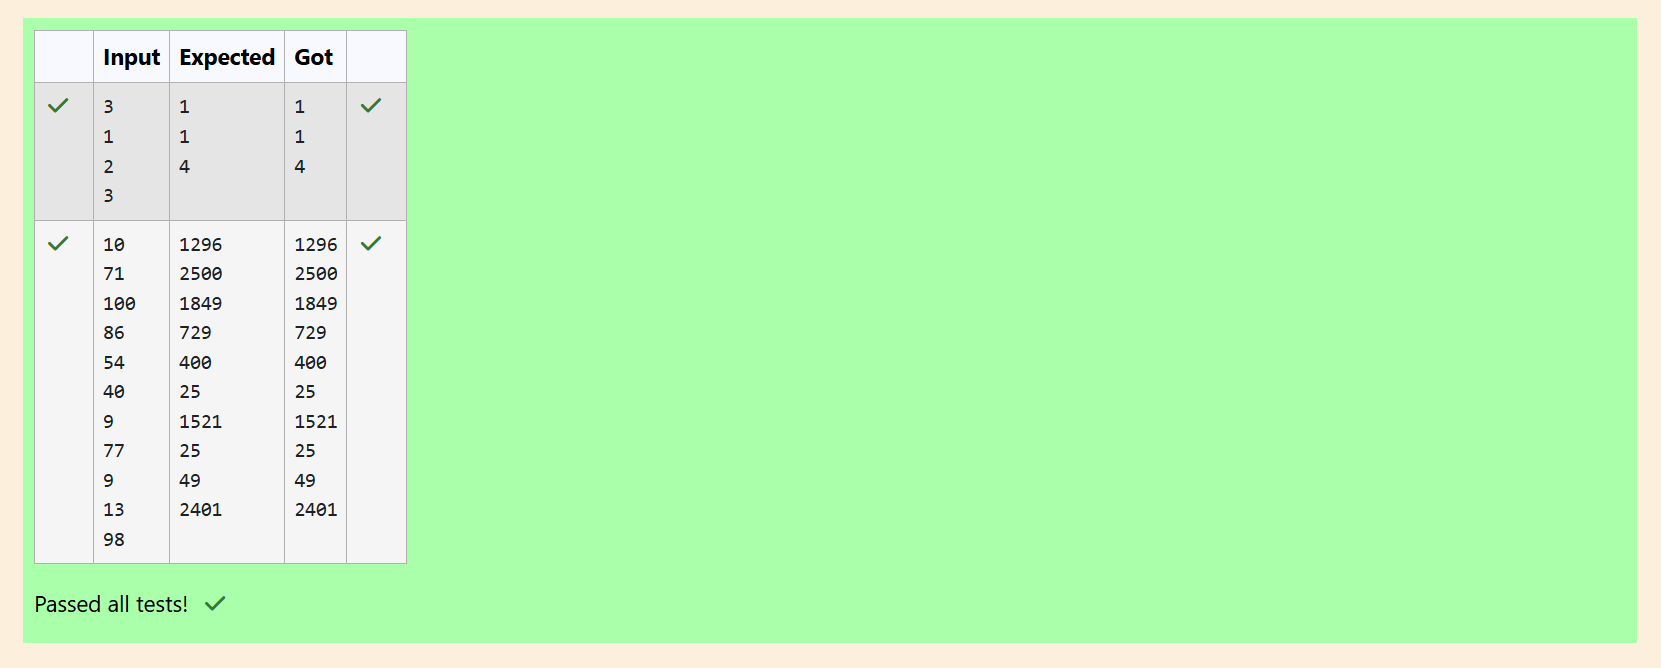 Input Expected Got
3 1 1
1 1 1
2 4 4
3
10 1296 1296
71 2500 2500
100 1849 1849
86 729 729
54 400 400
40 25 25
9 1521 1521
77 25 25
9 49 49
13 2401 2401
98
Passed all tests!